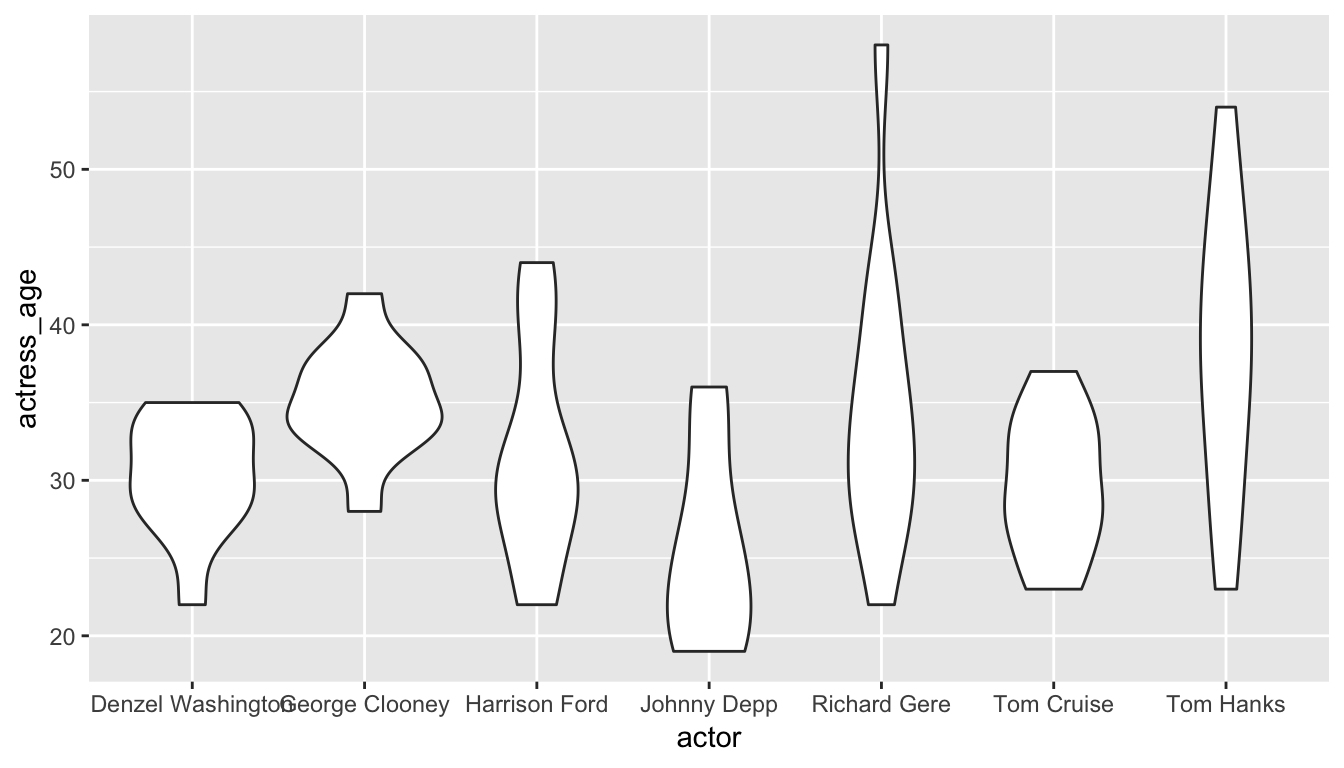 actress_age
50
40
30
20
Denzel Washington George Clooney Harrison Ford Johnny Depp Richard Gere Tom Cruise Tom Hanks
actor